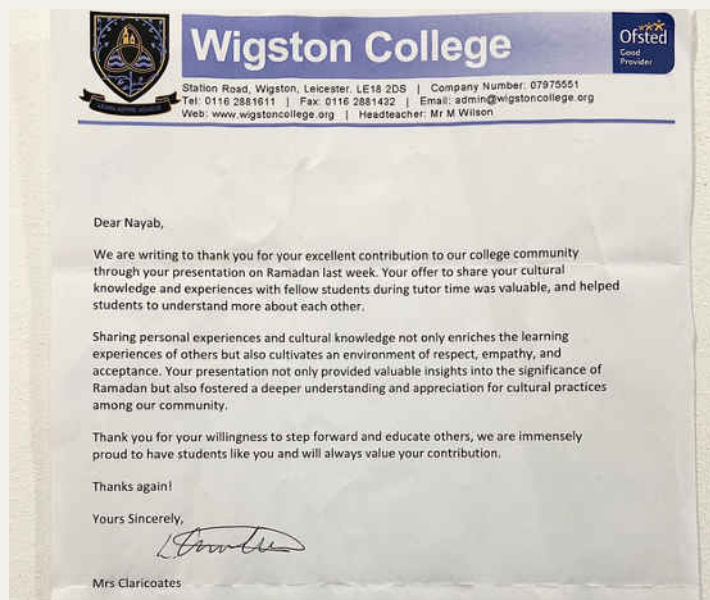 Wigston College
Ofsted
Good
Provider
Station Road, Wigston, Leicester. LE18 2DS | Company Number: 07975551
Tel: 0116 2881611 | Fax: 0116 2881432 | Email: admin@wigstoncollege.org
Web: www.wigstoncollege.org | Headteacher: Mr M Wilson
Dear Nayab,
We are writing to thank you for your excellent contribution to our college community
through your presentation on Ramadan last week. Your offer to share your cultural
knowledge and experiences with fellow students during tutor time was valuable, and helped
students to understand more about each other.
Sharing personal experiences and cultural knowledge not only enriches the learning
experiences of others but also cultivates an environment of respect, empathy, and
acceptance. Your presentation not only provided valuable insights into the significance of
Ramadan but also fostered a deeper understanding and appreciation for cultural practices
among our community.
Thank you for your willingness to step forward and educate others, we are immensely
proud to have students like you and will always value your contribution.
Thanks again!
Yours Sincerely,
Mrs Claricoates